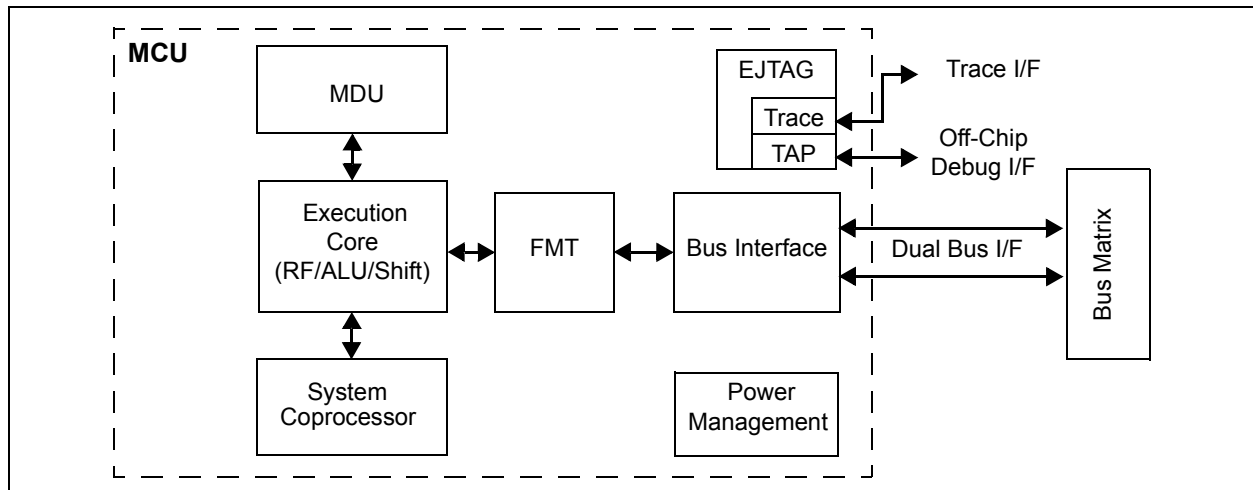 MCU
MDU
EJTAG
Trace
TAP
Trace I/F
Off-Chip
Debug I/F
Execution
Core
(RF/ALU/Shift)
FMT
Bus Interface
Dual Bus I/F
Bus Matrix
System
Coprocessor
Power
Management